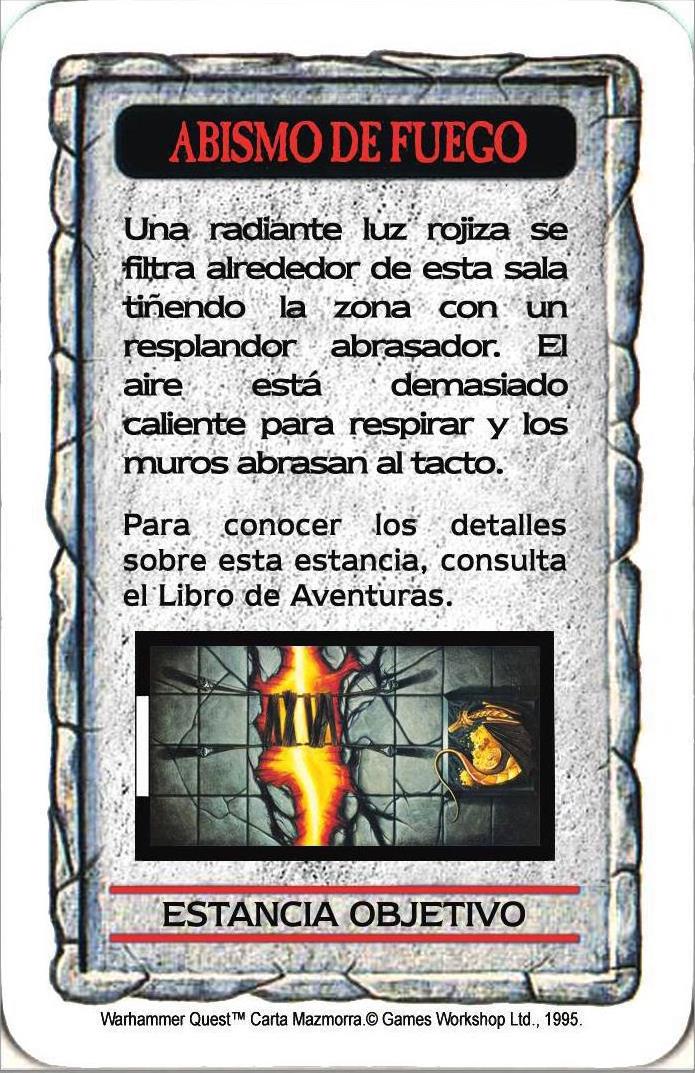 ABISMO DE FUEGO
Una radiante luz rojiza se
filtra alrededor de esta sala
tiñendo la zona con un
resplandor abrasador. El
aire está demasiado
caliente para respirar y los
muros abrasan al tacto.
Para conocer los detalles
sobre esta estancia, consulta
el Libro de Aventuras.
ESTANCIA OBJETIVO
Warhammer Quest™ Carta Mazmorra.© Games Workshop Ltd., 1995.